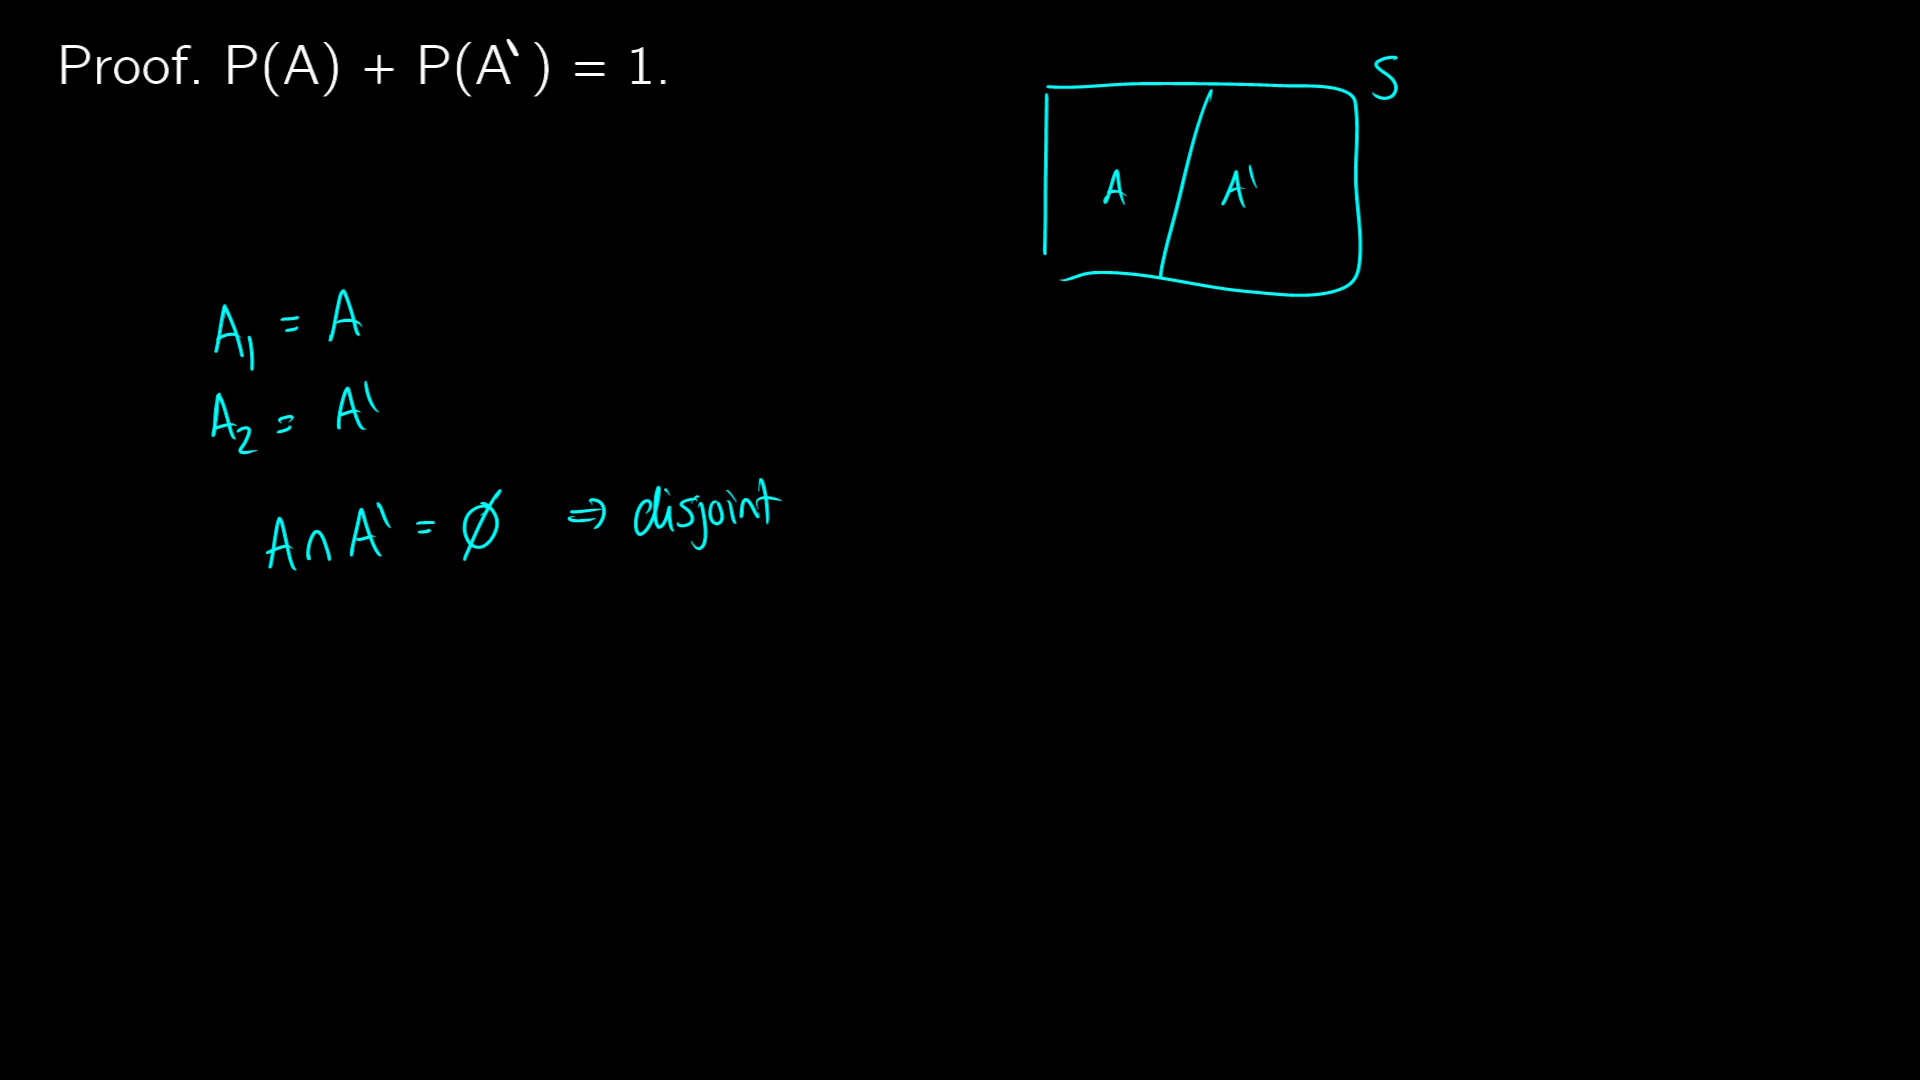 Proof. P(A) + P(A`) = 1.
S
A A'
A₁ = A
A₂ = A'
A∩A' = ∅ ⇒ disjoint